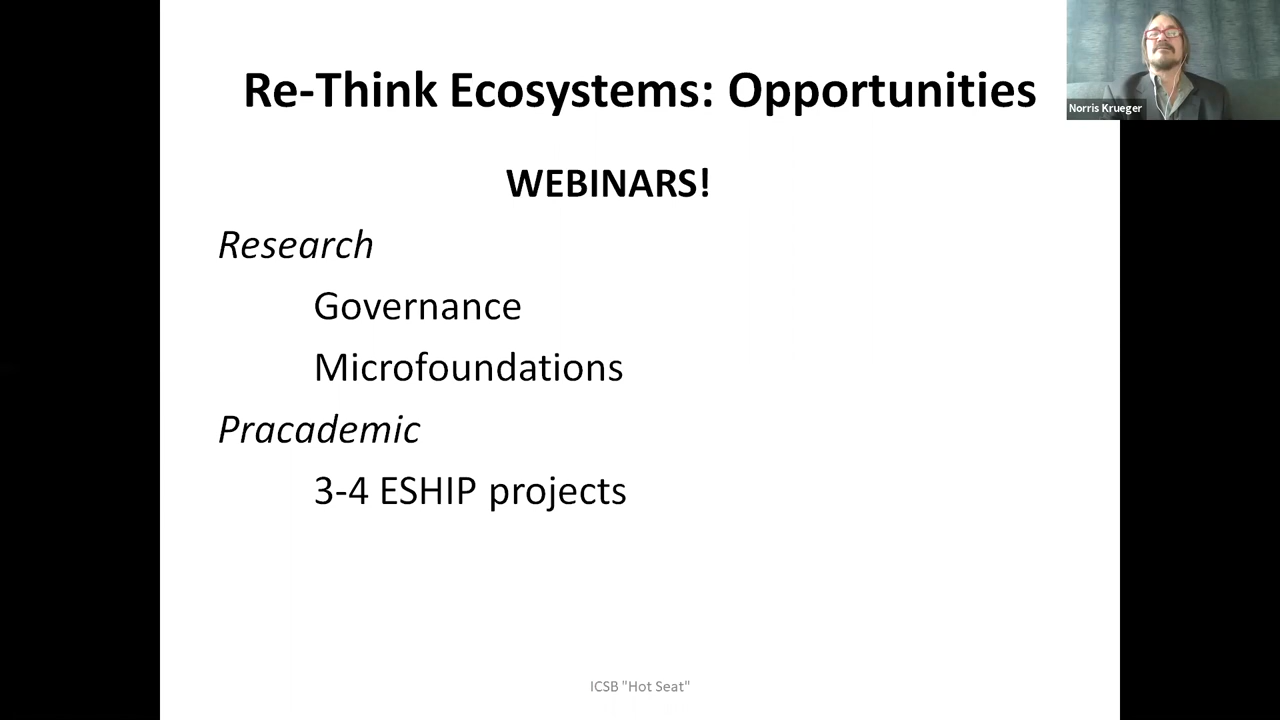 Re-Think Ecosystems: Opportunities
Norris Krueger
WEBINARS!
Research
Governance
Microfoundations
Pracademic
3-4 ESHIP projects
ICSB "Hot Seat"